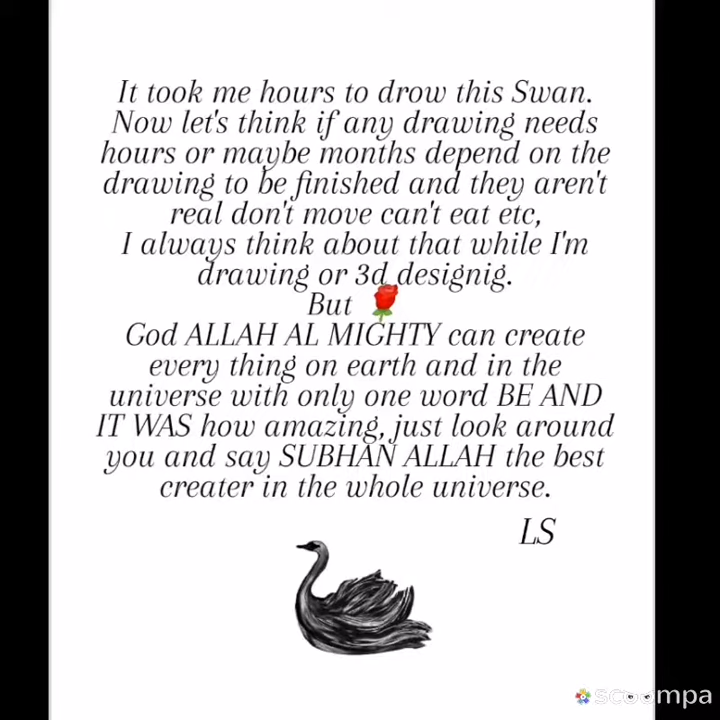 It took me hours to drow this Swan.
Now let's think if any drawing needs
hours or maybe months depend on the
drawing to be finished and they aren't
real don't move can't eat etc,
I always think about that while I'm
drawing or 3d designig.
But 🌹
God ALLAH AL MIGHTY can create
every thing on earth and in the
universe with only one word BE AND
IT WAS how amazing, just look around
you and say SUBHAN ALLAH the best
creater in the whole universe.
LS